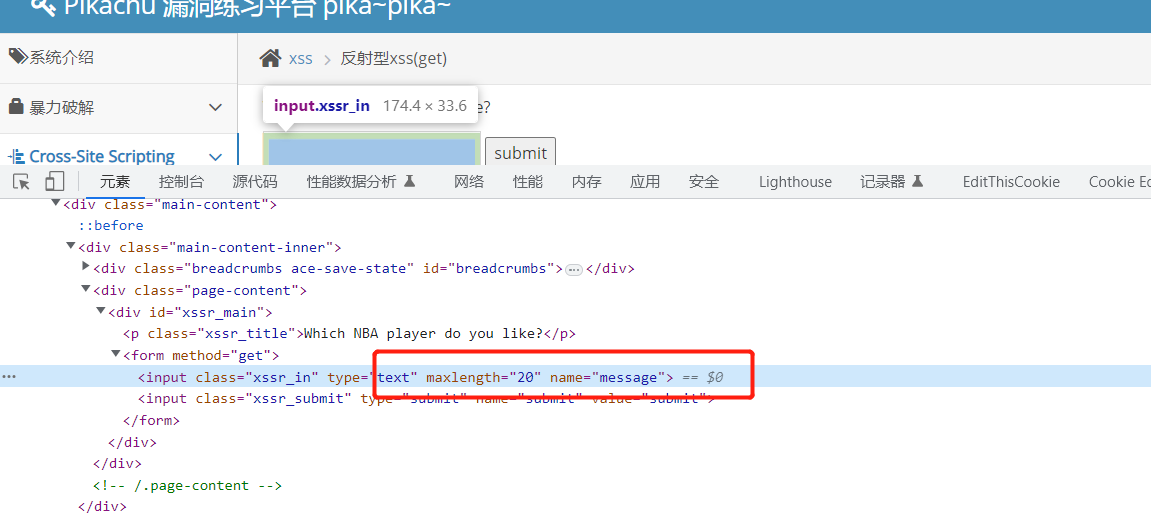 Pikachu 漏洞练习平台 pika~pika~
系统介绍
xss > 反射型xss(get)
暴力破解
input.xssr_in 174.4 × 33.6
e?
Cross-Site Scripting
submit
元素 控制台 源代码 性能数据分析 网络 性能 内存 应用 安全 Lighthouse 记录器 EditThisCookie Cookie Ed
<div class="main-content">
::before
<div class="main-content-inner">
<div class="breadcrumbs ace-save-state" id="breadcrumbs">…</div>
<div class="page-content">
<div id="xssr_main">
<p class="xssr_title">Which NBA player do you like?</p>
<form method="get">
<input class="xssr_in" type="text" maxlength="20" name="message"> == $0
<input class="xssr_submit" type="submit" name="submit" value="submit">
</form>
</div>
</div>
<!-- /.page-content -->
</div>